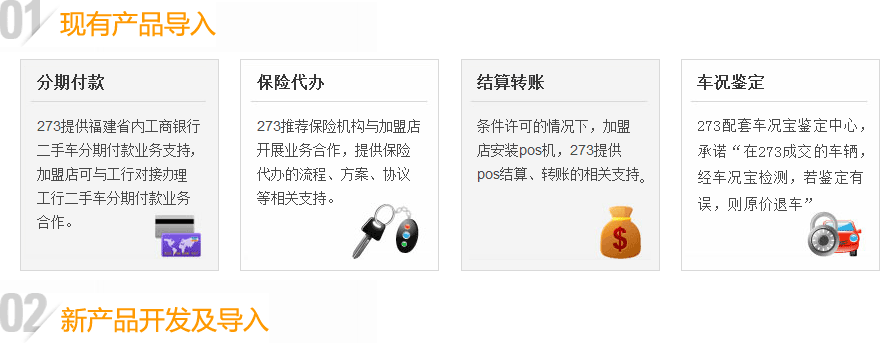 01 现有产品导入
分期付款
273提供福建省内工商银行
二手车分期付款业务支持,
加盟店可与工行对接办理
工行二手车分期付款业务
合作。
保险代办
273推荐保险机构与加盟店
开展业务合作，提供保险
代办的流程、方案、协议
等相关支持。
结算转账
条件许可的情况下，加盟
店安装pos机，273提供
pos结算、转账的相关支持。
车况鉴定
273配套车况宝鉴定中心，
承诺“在273成交的车辆，
经车况宝检测，若鉴定有
误，则原价退车”
$
02 新产品开发及导入